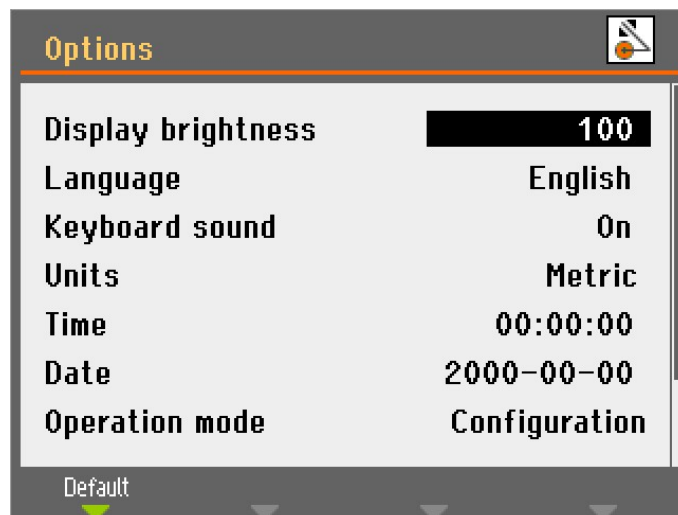 Options
Display brightness 100
Language English
Keyboard sound On
Units Metric
Time 00:00:00
Date 2000-00-00
Operation mode Configuration
Default